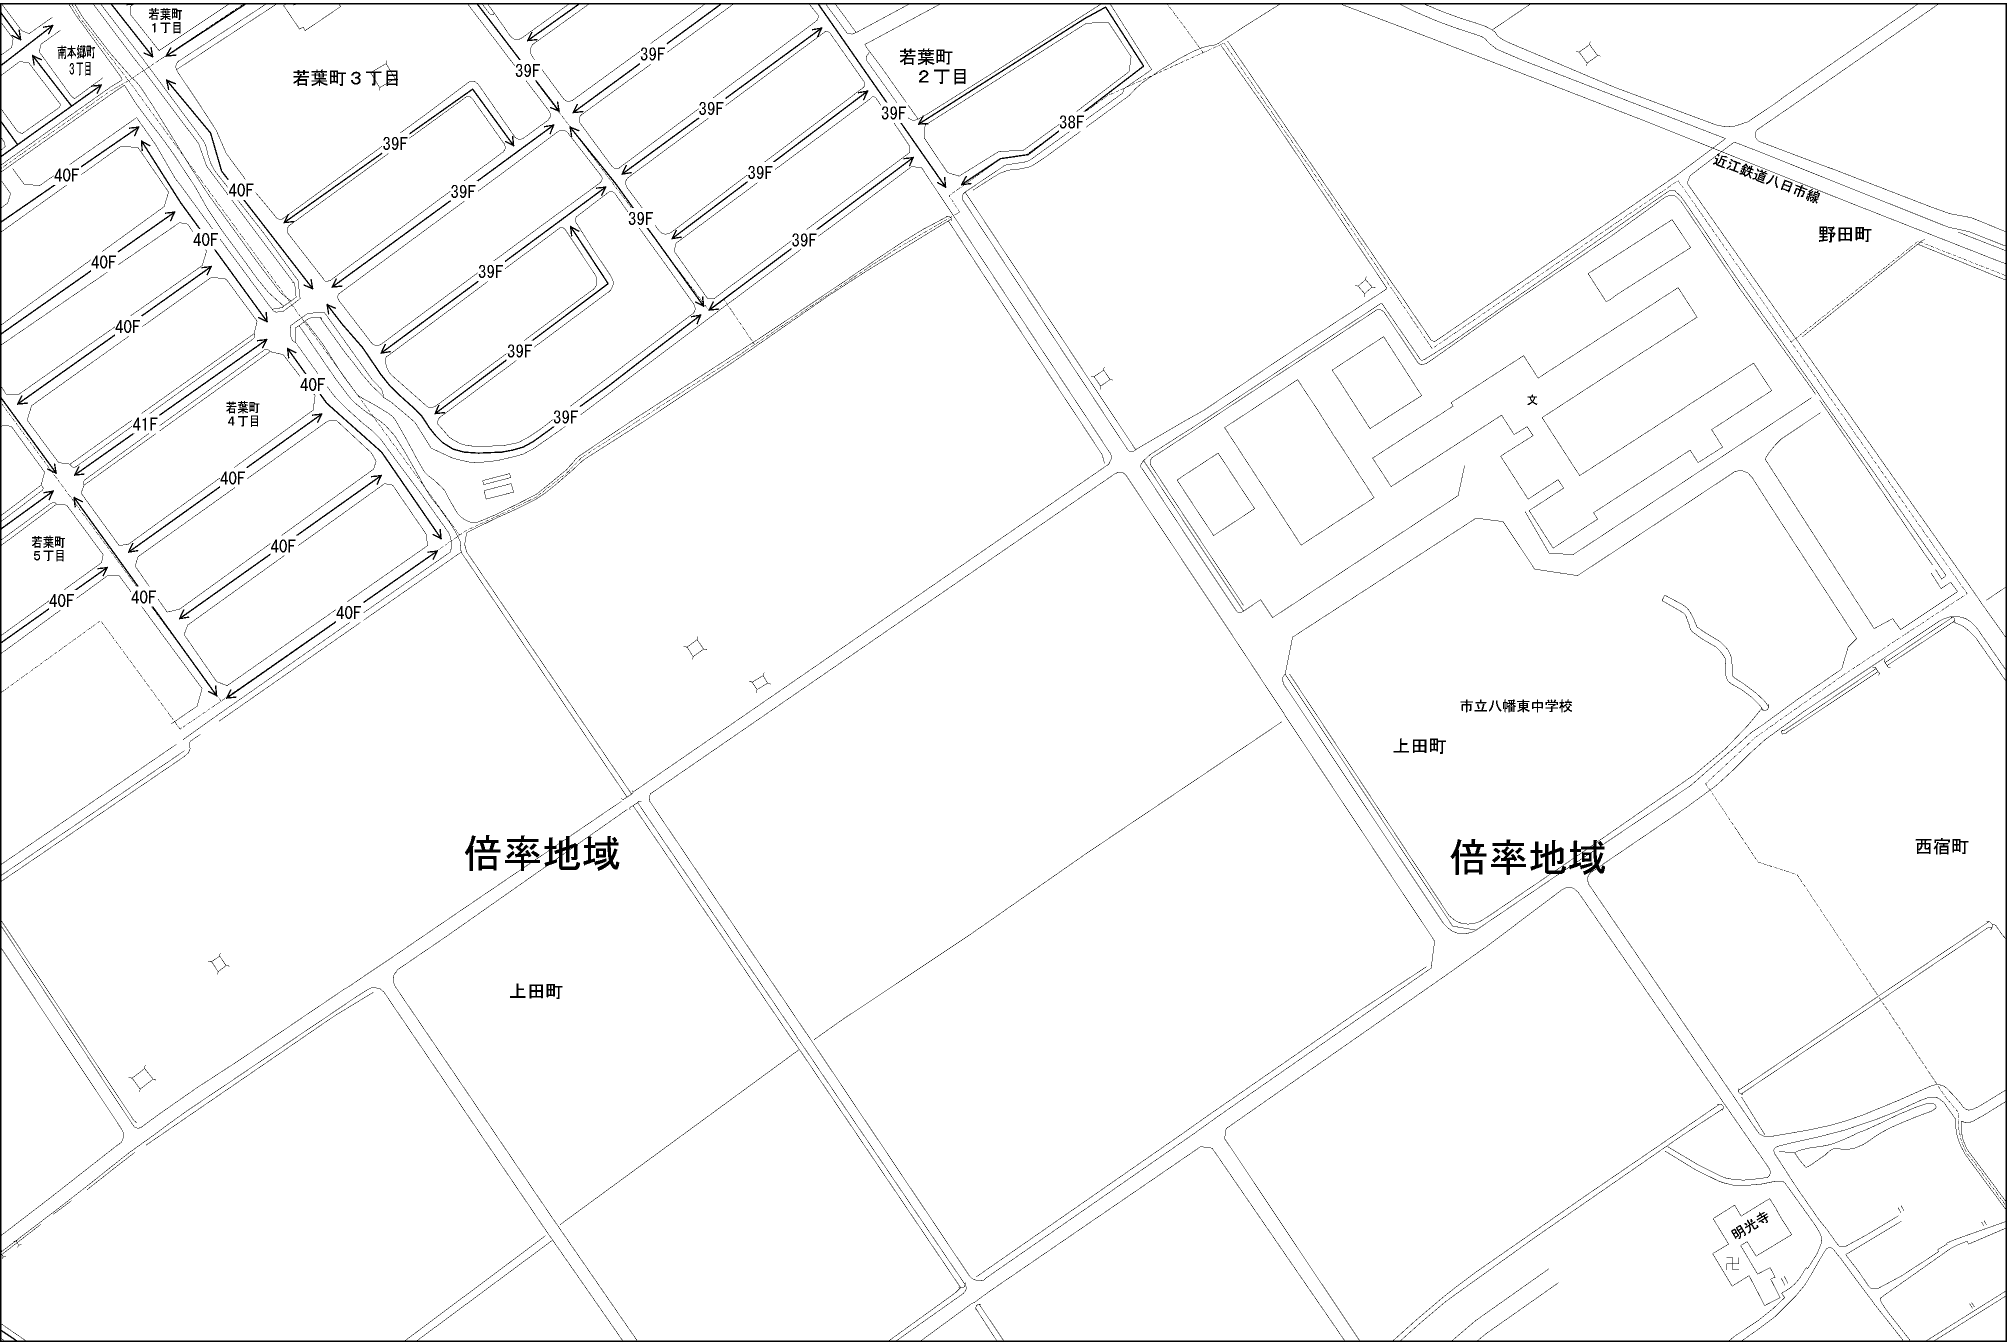 若葉町
1丁目
南本郷町
3丁目
若葉町3丁目
39F
39F
若葉町
2丁目
39F
39F
38F
39F
40F
40F
39F
39F
近江鉄道八日市線
39F
野田町
40F
39F
40F
39F
39F
40F
39F
40F
文
若葉町
4丁目
41F
39F
40F
若葉町
5丁目
40F
40F
40F
40F
市立八幡東中学校
上田町
倍率地域
倍率地域
西宿町
上田町
明光寺
卍